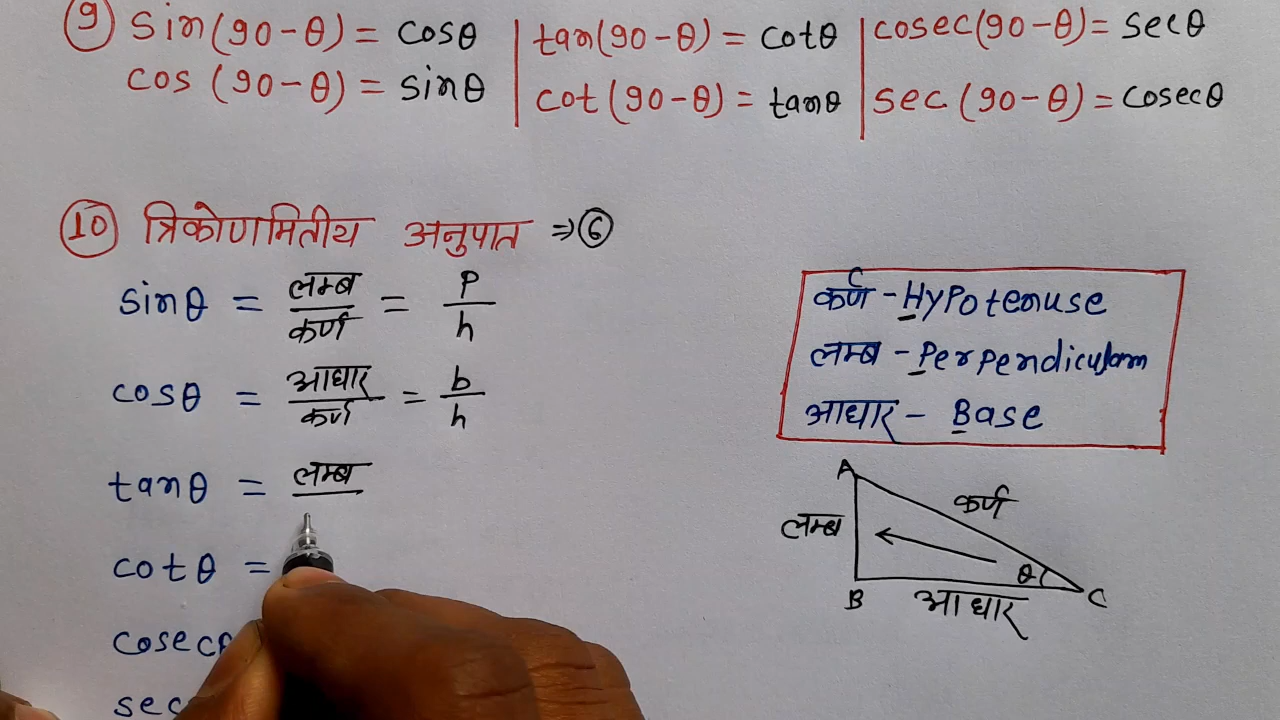 9 sin(90-θ) = cosθ | tan(90-θ) = cotθ | cosec(90-θ) = secθ
cos (90-θ) = sinθ | cot (90-θ) = tanθ | sec (90-θ) = cosecθ
10 त्रिकोणमितीय अनुपात ⇒ 6
sinθ = लम्ब/कर्ण = P/h
cosθ = आधार/कर्ण = b/h
tanθ = लम्ब
cotθ =
cosec
sec
कर्ण - Hypotenuse
लम्ब - Perpendicular
आधार - Base
A
कर्ण
लम्ब
θ
B
आधार
C